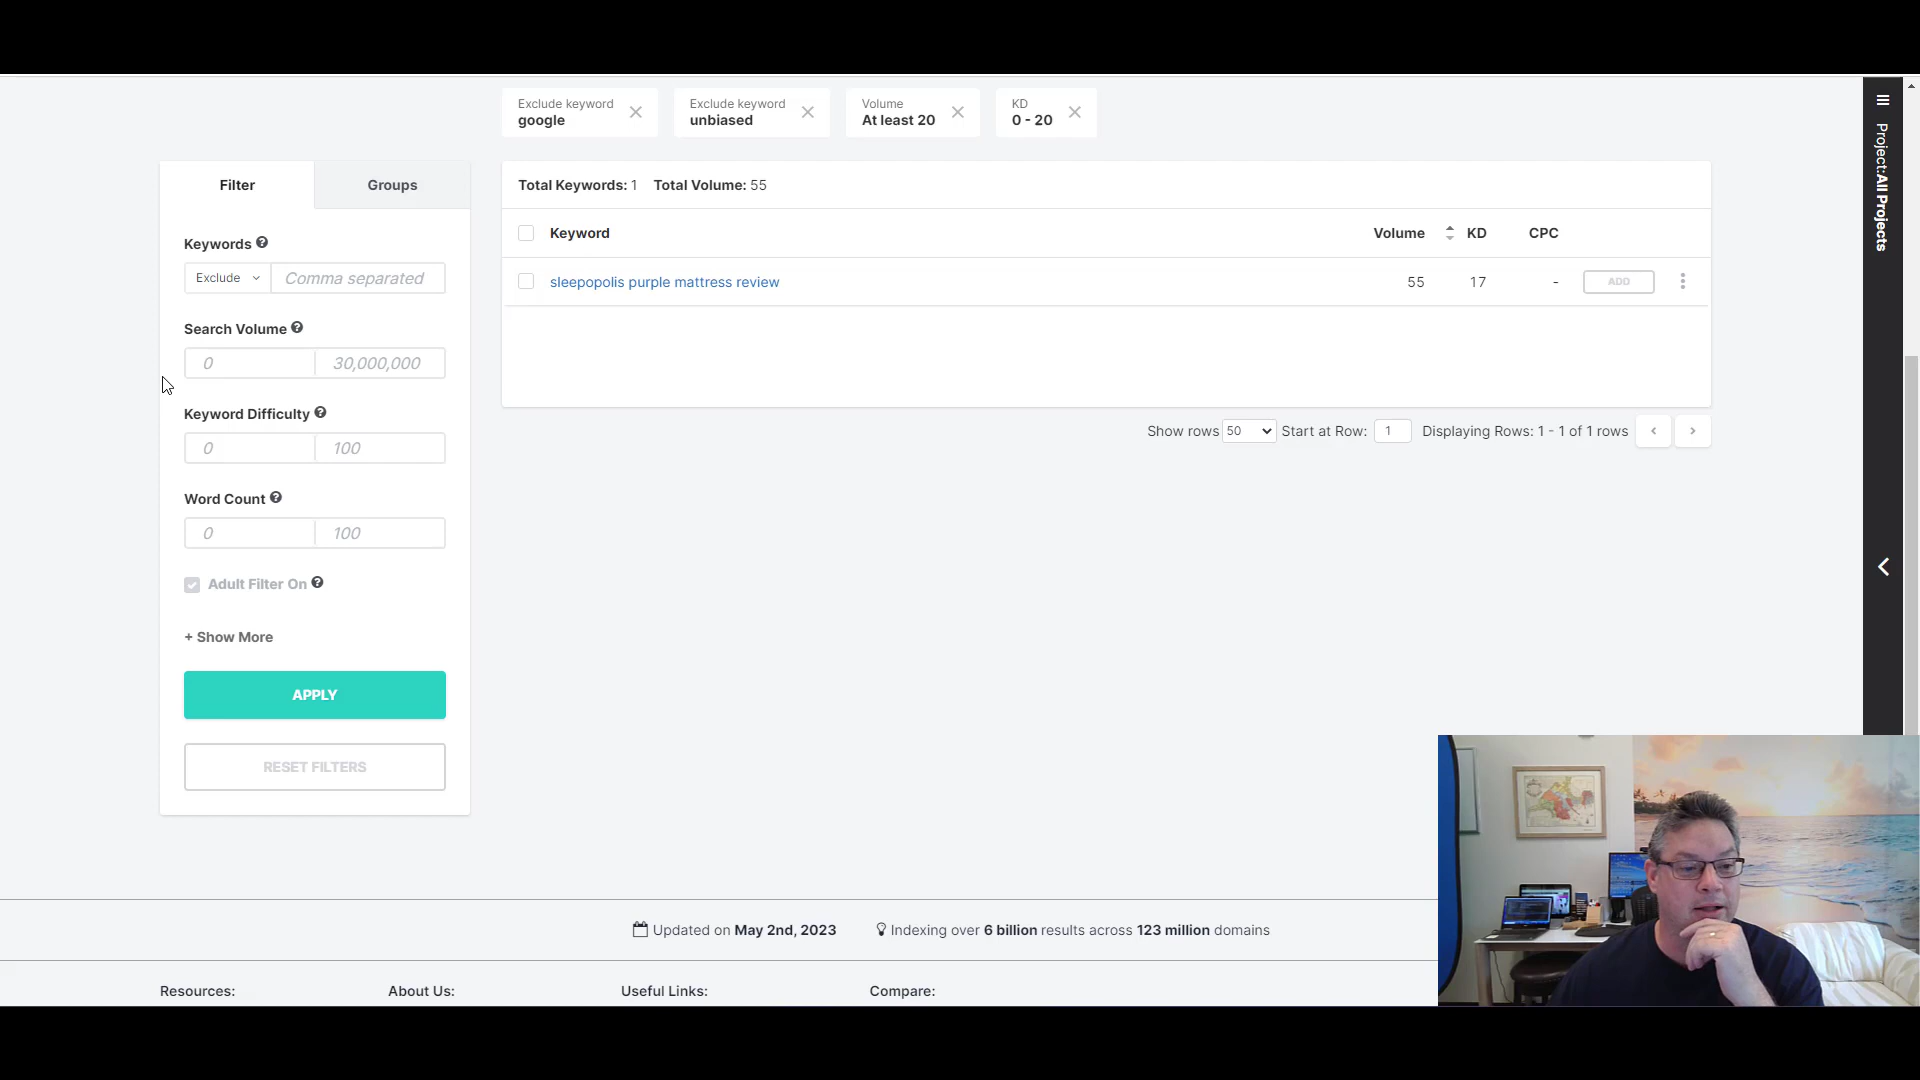 Exclude keyword
google
Exclude keyword
unbiased
Volume
At least 20
KD
0 - 20
Filter
Groups
Keywords
Exclude
Comma separated
Search Volume
0
30,000,000
Keyword Difficulty
0
100
Word Count
0
100
Adult Filter On
+ Show More
APPLY
RESET FILTERS
Total Keywords: 1 Total Volume: 55
Keyword Volume KD CPC
sleepopolis purple mattress review 55 17 - ADD
Show rows 50 Start at Row: 1 Displaying Rows: 1 - 1 of 1 rows
Project:All Projects
Updated on May 2nd, 2023
Indexing over 6 billion results across 123 million domains
Resources: About Us: Useful Links: Compare: